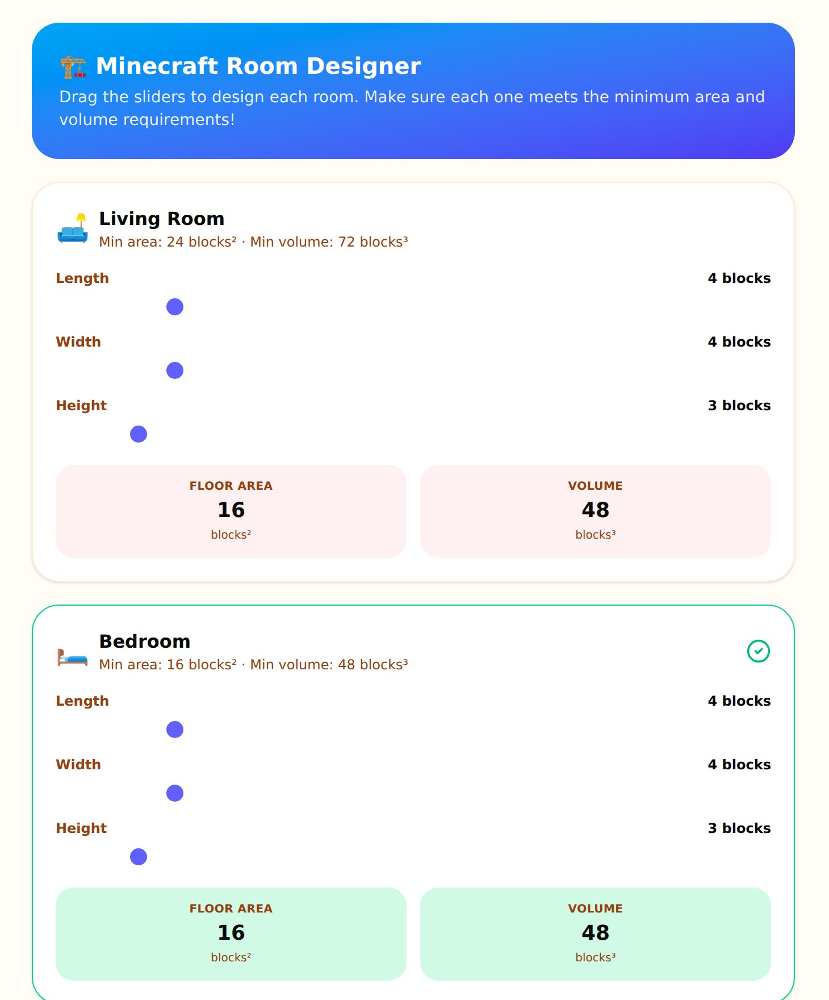 Minecraft Room Designer
Drag the sliders to design each room. Make sure each one meets the minimum area and
volume requirements!
Living Room
Min area: 24 blocks² · Min volume: 72 blocks³
Length 4 blocks
Width 4 blocks
Height 3 blocks
FLOOR AREA
16
blocks²
VOLUME
48
blocks³
Bedroom
Min area: 16 blocks² · Min volume: 48 blocks³
Length 4 blocks
Width 4 blocks
Height 3 blocks
FLOOR AREA
16
blocks²
VOLUME
48
blocks³